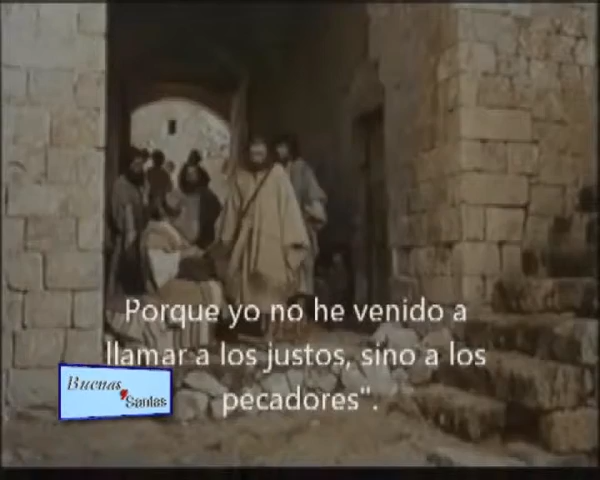 Porque yo no he venido a
llamar a los justos, sino a los
pecadores".
Buenas
Santas